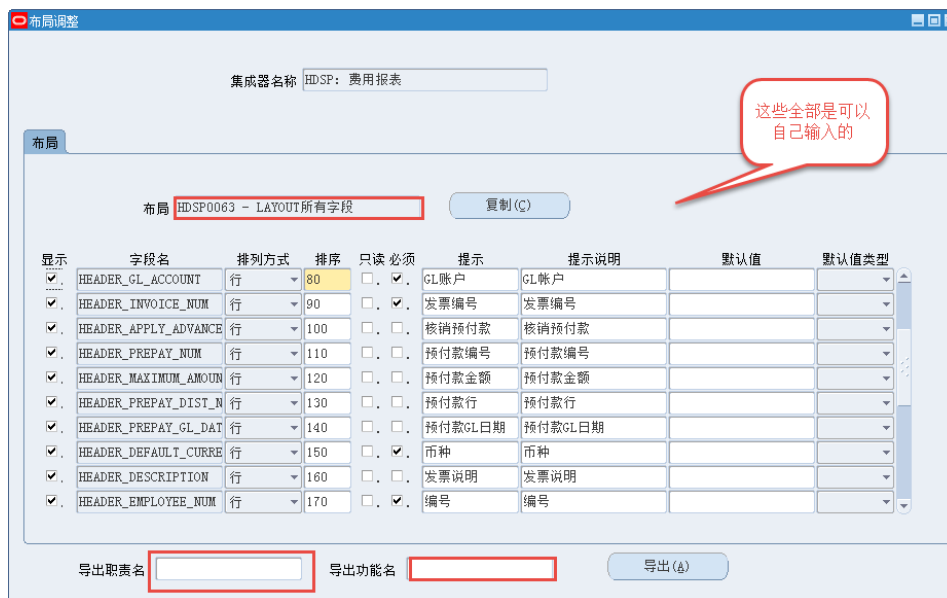 布局调整
集成器名称 HDSP: 费用报表
这些全部是可以
自己输入的
布局
布局 HDSP0063 - LAYOUT所有字段 复制(C)
显示 字段名 排列方式 排序 只读 必须 提示 提示说明 默认值 默认值类型
HEADER_GL_ACCOUNT 行 80 GL账户 GL帐户
HEADER_INVOICE_NUM 行 90 发票编号 发票编号
HEADER_APPLY_ADVANCE 行 100 核销预付款 核销预付款
HEADER_PREPAY_NUM 行 110 预付款编号 预付款编号
HEADER_MAXIMUM_AMOUN 行 120 预付款金额 预付款金额
HEADER_PREPAY_DIST_N 行 130 预付款行 预付款行
HEADER_PREPAY_GL_DAT 行 140 预付款GL日期 预付款GL日期
HEADER_DEFAULT_CURRE 行 150 币种 币种
HEADER_DESCRIPTION 行 160 发票说明 发票说明
HEADER_EMPLOYEE_NUM 行 170 编号 编号
导出职责名 导出功能名 导出(A)